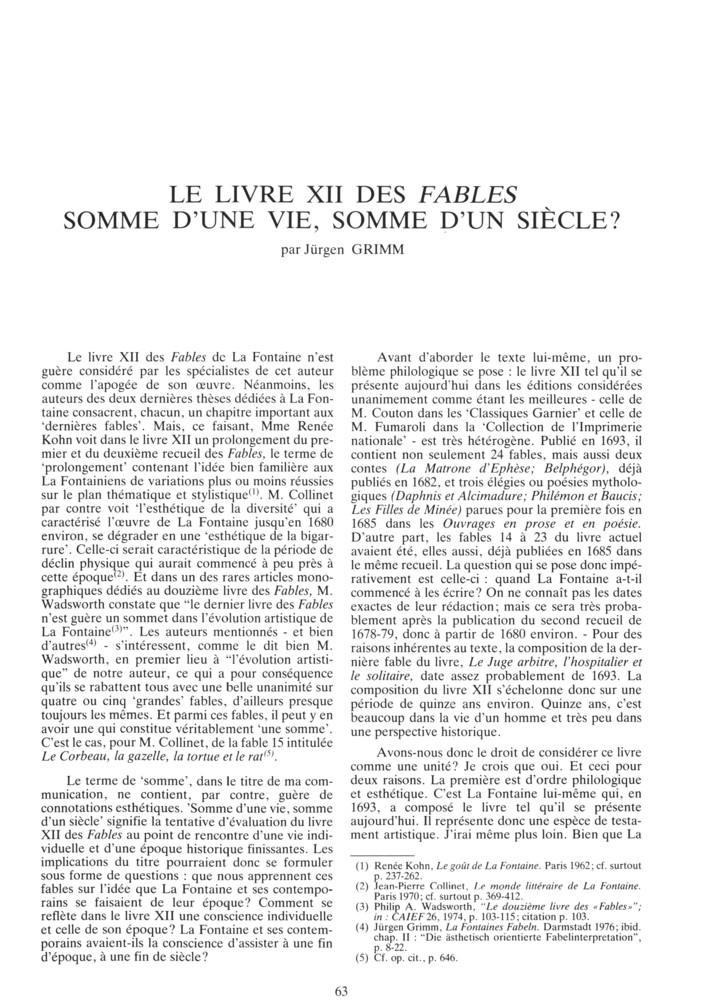 LE LIVRE XII DES FABLES
SOMME D'UNE VIE, SOMME D'UN SIÈCLE?
par Jürgen GRIMM
Le livre XII des Fables de La Fontaine n'est
guère considéré par les spécialistes de cet auteur
comme l'apogée de son œuvre. Néanmoins, les
auteurs des deux dernières thèses dédiées à La Fon-
taine consacrent, chacun, un chapitre important aux
'dernières fables'. Mais, ce faisant, Mme Renée
Kohn voit dans le livre XII un prolongement du pre-
mier et du deuxième recueil des Fables, le terme de
'prolongement' contenant l'idée bien familière aux
La Fontainiens de variations plus ou moins réussies
sur le plan thématique et stylistique(1). M. Collinet
par contre voit 'l'esthétique de la diversité' qui a
caractérisé l'œuvre de La Fontaine jusqu'en 1680
environ, se dégrader en une 'esthétique de la bigar-
rure'. Celle-ci serait caractéristique de la période de
déclin physique qui aurait commencé à peu près à
cette époque(2). Et dans un des rares articles mono-
graphiques dédiés au douzième livre des Fables, M.
Wadsworth constate que "le dernier livre des Fables
n'est guère un sommet dans l'évolution artistique de
La Fontaine(3)". Les auteurs mentionnés - et bien
d'autres(4) - s'intéressent, comme le dit bien M.
Wadsworth, en premier lieu à "l'évolution artisti-
que" de notre auteur, ce qui a pour conséquence
qu'ils se rabattent tous avec une belle unanimité sur
quatre ou cinq 'grandes' fables, d'ailleurs presque
toujours les mêmes. Et parmi ces fables, il peut y en
avoir une qui constitue véritablement 'une somme'.
C'est le cas, pour M. Collinet, de la fable 15 intitulée
Le Corbeau, la gazelle, la tortue et le rat(5).
Le terme de 'somme', dans le titre de ma com-
munication, ne contient, par contre, guère de
connotations esthétiques. 'Somme d'une vie, somme
d'un siècle' signifie la tentative d'évaluation du livre
XII des Fables au point de rencontre d'une vie indi-
viduelle et d'une époque historique finissantes. Les
implications du titre pourraient donc se formuler
sous forme de questions : que nous apprennent ces
fables sur l'idée que La Fontaine et ses contempo-
rains se faisaient de leur époque? Comment se
reflète dans le livre XII une conscience individuelle
et celle de son époque? La Fontaine et ses contem-
porains avaient-ils la conscience d'assister à une fin
d'époque, à une fin de siècle?
Avant d'aborder le texte lui-même, un pro-
blème philologique se pose : le livre XII tel qu'il se
présente aujourd'hui dans les éditions considérées
unanimement comme étant les meilleures - celle de
M. Couton dans les 'Classiques Garnier' et celle de
M. Fumaroli dans la 'Collection de l'Imprimerie
nationale' - est très hétérogène. Publié en 1693, il
contient non seulement 24 fables, mais aussi deux
contes (La Matrone d'Ephèse; Belphégor), déjà
publiés en 1682, et trois élégies ou poésies mytholo-
giques (Daphnis et Alcimadure; Philémon et Baucis;
Les Filles de Minée) parues pour la première fois en
1685 dans les Ouvrages en prose et en poésie.
D'autre part, les fables 14 à 23 du livre actuel
avaient été, elles aussi, déjà publiées en 1685 dans
le même recueil. La question qui se pose donc impé-
rativement est celle-ci : quand La Fontaine a-t-il
commencé à les écrire? On ne connaît pas les dates
exactes de leur rédaction; mais ce sera très proba-
blement après la publication du second recueil de
1678-79, donc à partir de 1680 environ. - Pour des
raisons inhérentes au texte, la composition de la der-
nière fable du livre, Le Juge arbitre, l'hospitalier et
le solitaire, date assez probablement de 1693. La
composition du livre XII s'échelonne donc sur une
période de quinze ans environ. Quinze ans, c'est
beaucoup dans la vie d'un homme et très peu dans
une perspective historique.
Avons-nous donc le droit de considérer ce livre
comme une unité? Je crois que oui. Et ceci pour
deux raisons. La première est d'ordre philologique
et esthétique. C'est La Fontaine lui-même qui, en
1693, a composé le livre tel qu'il se présente
aujourd'hui. Il représente donc une espèce de testa-
ment artistique. J'irai même plus loin. Bien que La
(1) Renée Kohn, Le goût de La Fontaine. Paris 1962; cf. surtout
p. 237-262.
(2) Jean-Pierre Collinet, Le monde littéraire de La Fontaine.
Paris 1970; cf. surtout p. 369-412.
(3) Philip A. Wadsworth, "Le douzième livre des «Fables»";
in : CAIEF 26, 1974, p. 103-115; citation p. 103.
(4) Jürgen Grimm, La Fontaines Fabeln. Darmstadt 1976; ibid.
chap. II : "Die ästhetisch orientierte Fabelinterpretation",
p. 8-22.
(5) Cf. op. cit., p. 646.
63